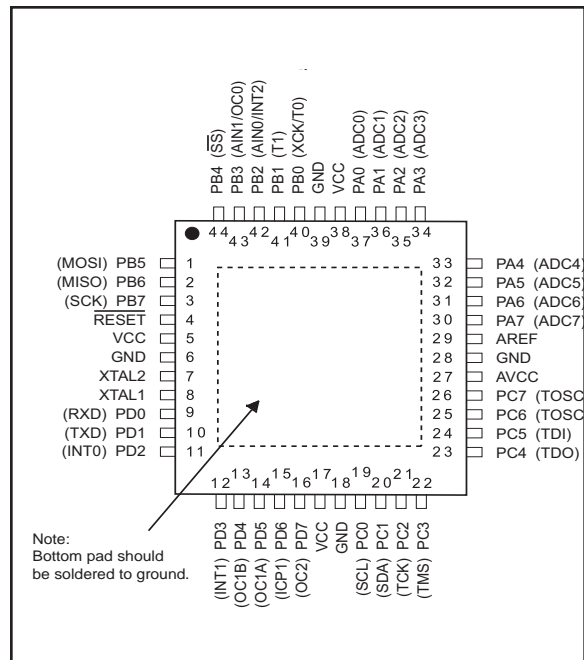 PB4 (SS)
PB3 (AIN1/OC0)
PB2 (AIN0/INT2)
PB1 (T1)
PB0 (XCK/T0)
GND
VCC
PA0 (ADC0)
PA1 (ADC1)
PA2 (ADC2)
PA3 (ADC3)
44
43
42
41
40
39
38
37
36
35
34
(MOSI) PB5 1
(MISO) PB6 2
(SCK) PB7 3
RESET 4
VCC 5
GND 6
XTAL2 7
XTAL1 8
(RXD) PD0 9
(TXD) PD1 10
(INT0) PD2 11
33 PA4 (ADC4)
32 PA5 (ADC5)
31 PA6 (ADC6)
30 PA7 (ADC7)
29 AREF
28 GND
27 AVCC
26 PC7 (TOSC
25 PC6 (TOSC
24 PC5 (TDI)
23 PC4 (TDO)
12
13
14
15
16
17
18
19
20
21
22
(INT1) PD3
(OC1B) PD4
(OC1A) PD5
(ICP1) PD6
(OC2) PD7
VCC
GND
(SCL) PC0
(SDA) PC1
(TCK) PC2
(TMS) PC3
Note:
Bottom pad should
be soldered to ground.